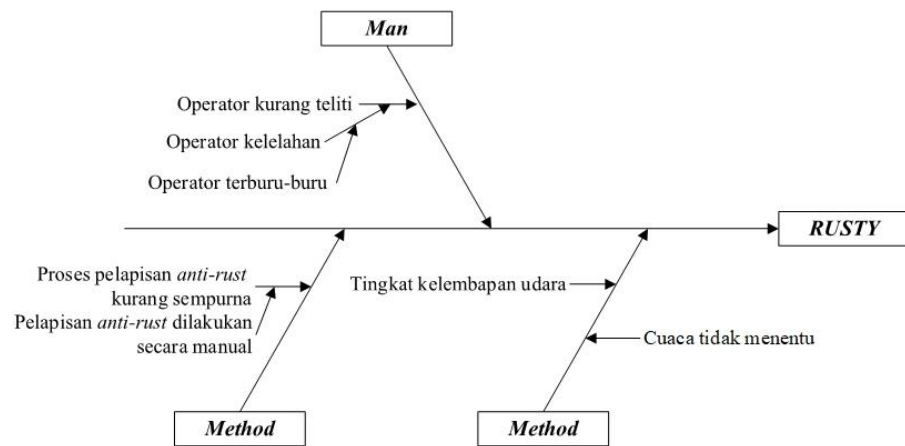 Man
Operator kurang teliti
Operator kelelahan
Operator terburu-buru
RUSTY
Proses pelapisan anti-rust
kurang sempurna
Pelapisan anti-rust dilakukan
secara manual
Tingkat kelembapan udara
Cuaca tidak menentu
Method
Method